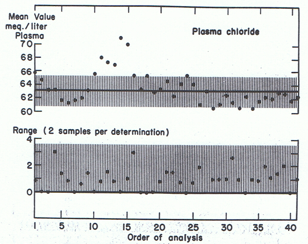 Mean Value
meq./liter
Plasma
Plasma chloride
70
68
66
64
62
60
Range (2 samples per determination)
4
2
0
1 5 10 15 20 25 30 35 40
Order of analysis